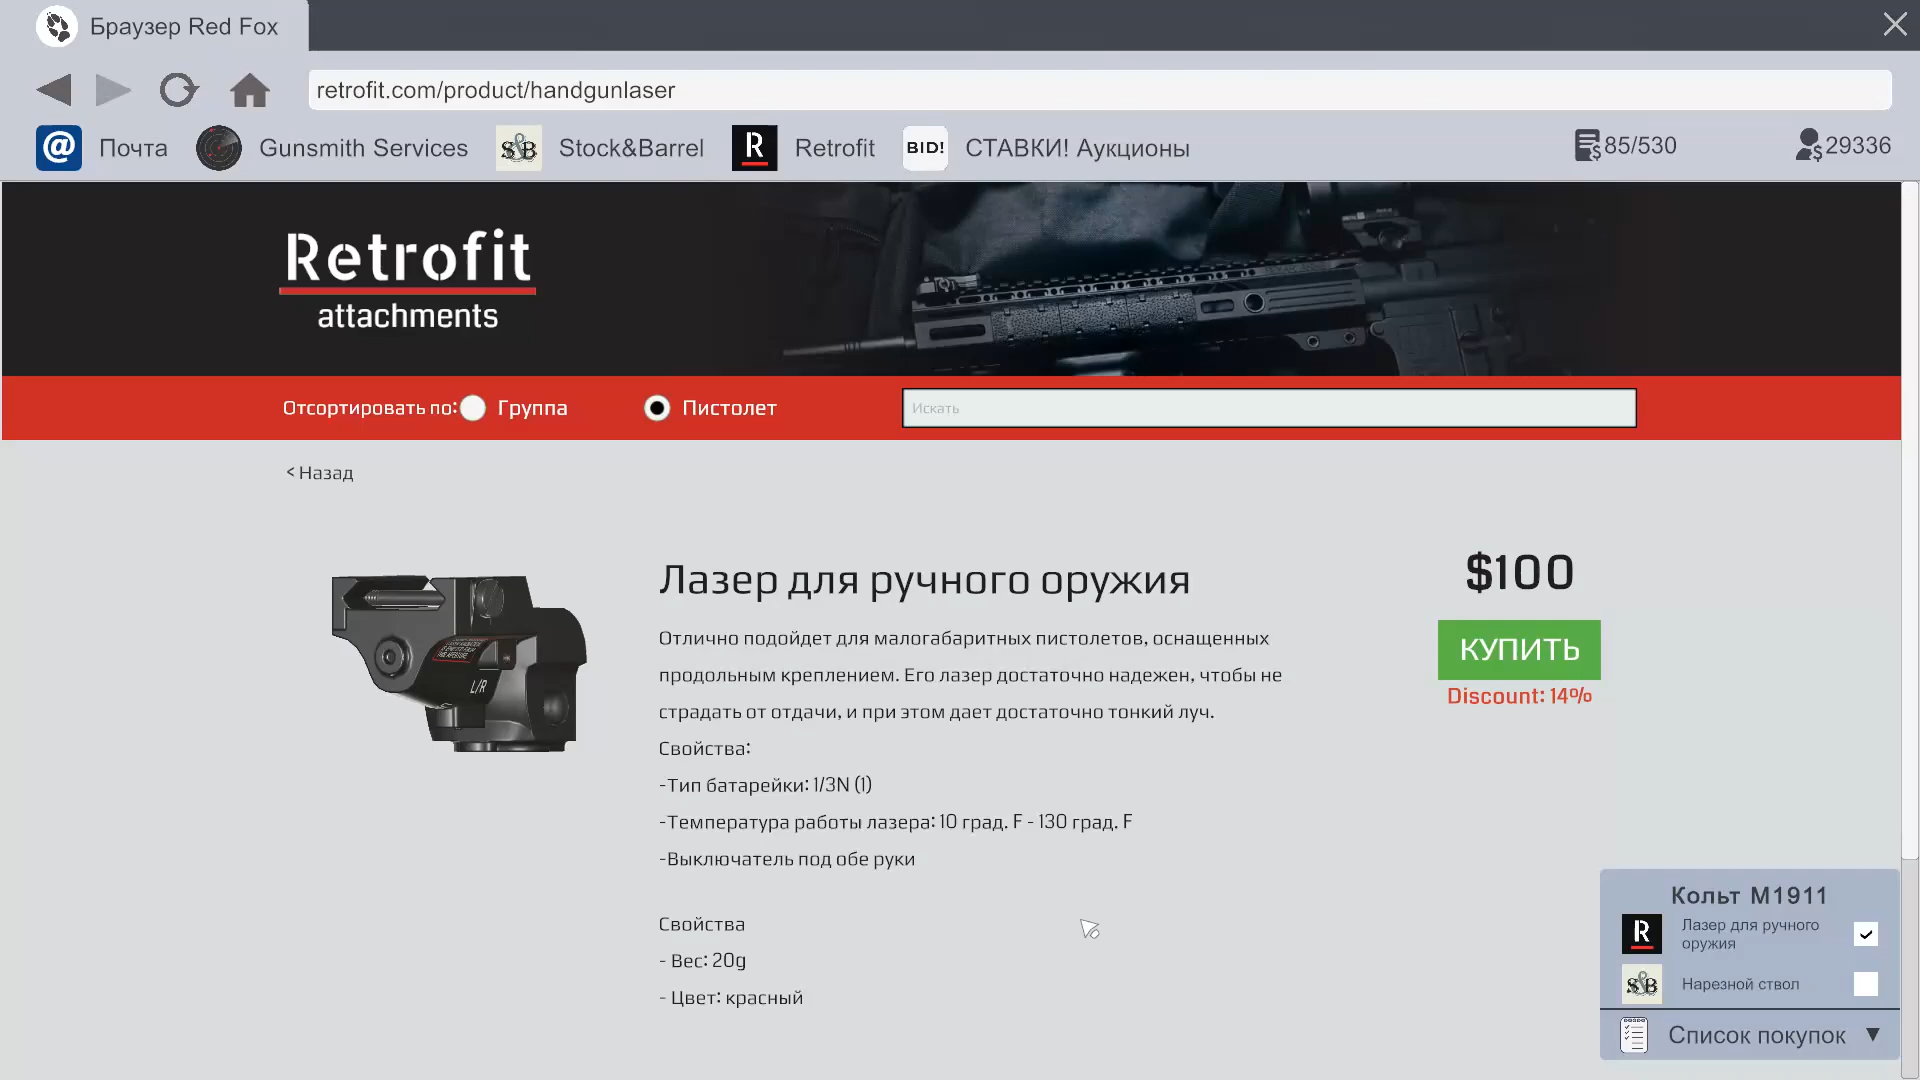 Браузер Red Fox
retrofit.com/product/handgunlaser
@ Почта Gunsmith Services S&B Stock&Barrel R Retrofit BID! СТАВКИ! Аукционы 85/530 29336
Retrofit
attachments
Отсортировать по: Группа Пистолет Искать
< Назад
Лазер для ручного оружия
$100
Отлично подойдет для малогабаритных пистолетов, оснащенных
КУПИТЬ
продольным креплением. Его лазер достаточно надежен, чтобы не
Discount: 14%
страдать от отдачи, и при этом дает достаточно тонкий луч.
L/R
Свойства:
-Тип батарейки: 1/3N (1)
-Температура работы лазера: 10 град. F - 130 град. F
-Выключатель под обе руки
Свойства
- Вес: 20g
- Цвет: красный
Кольт М1911
R Лазер для ручного
оружия
S&B Нарезной ствол
Список покупок ▼